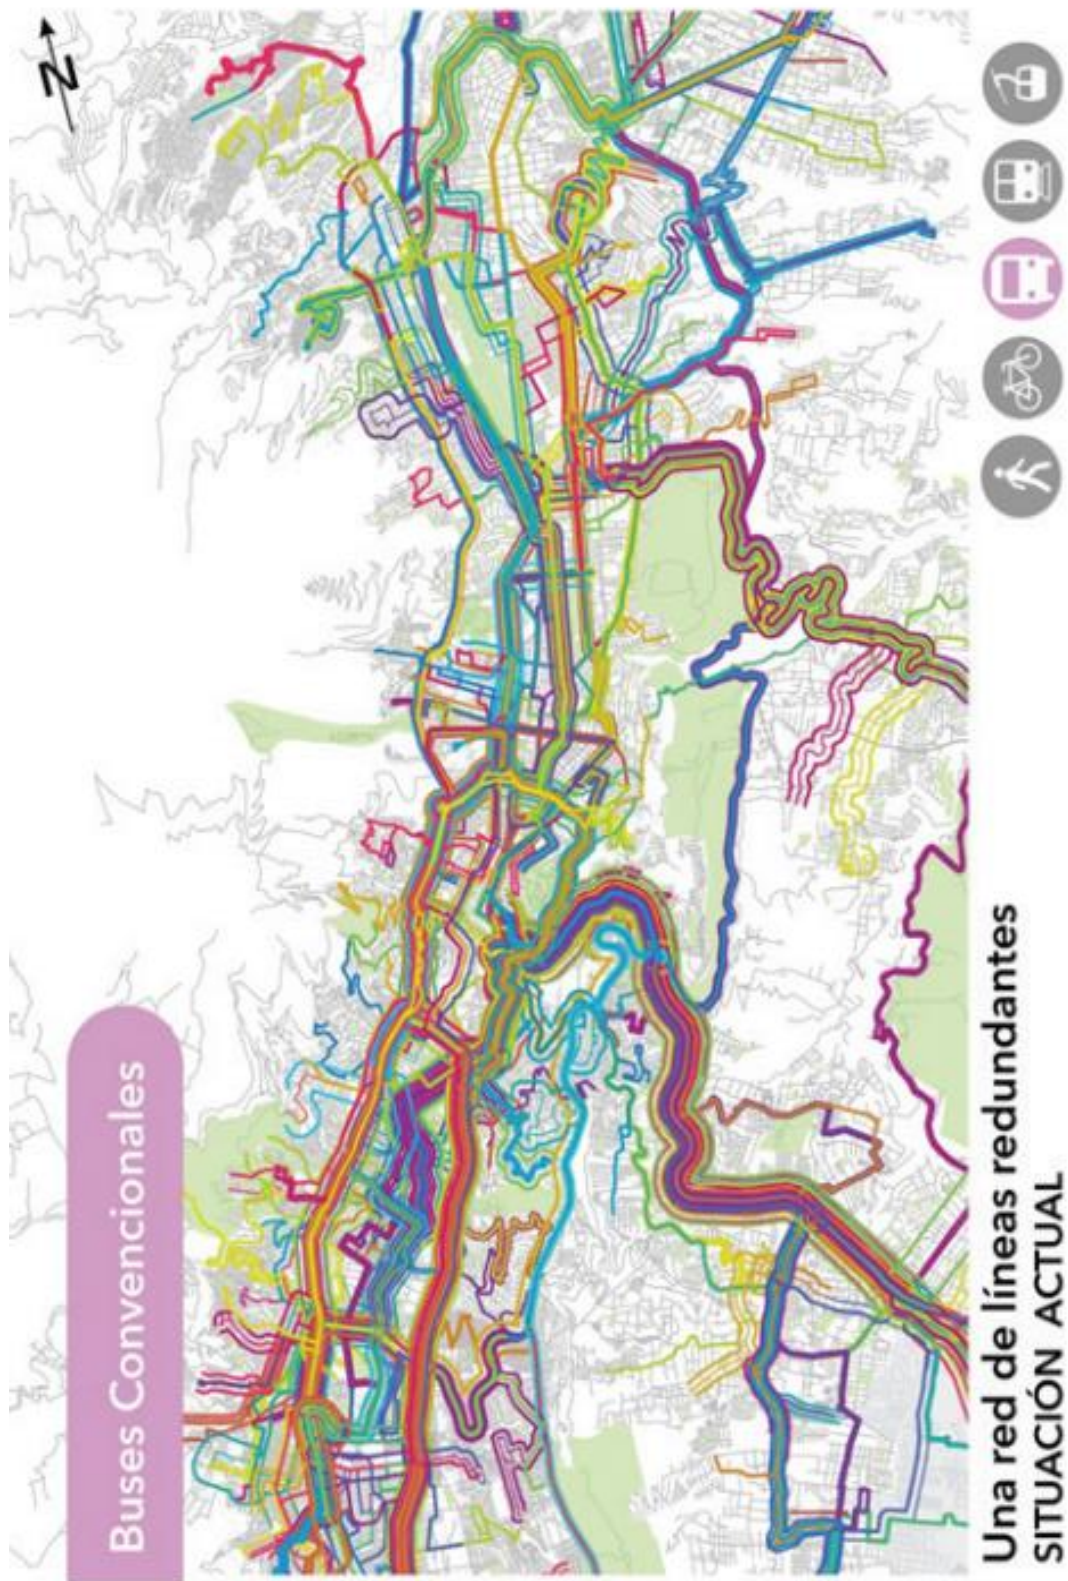 Buses Convencionales
N
Una red de líneas redundantes
SITUACIÓN ACTUAL